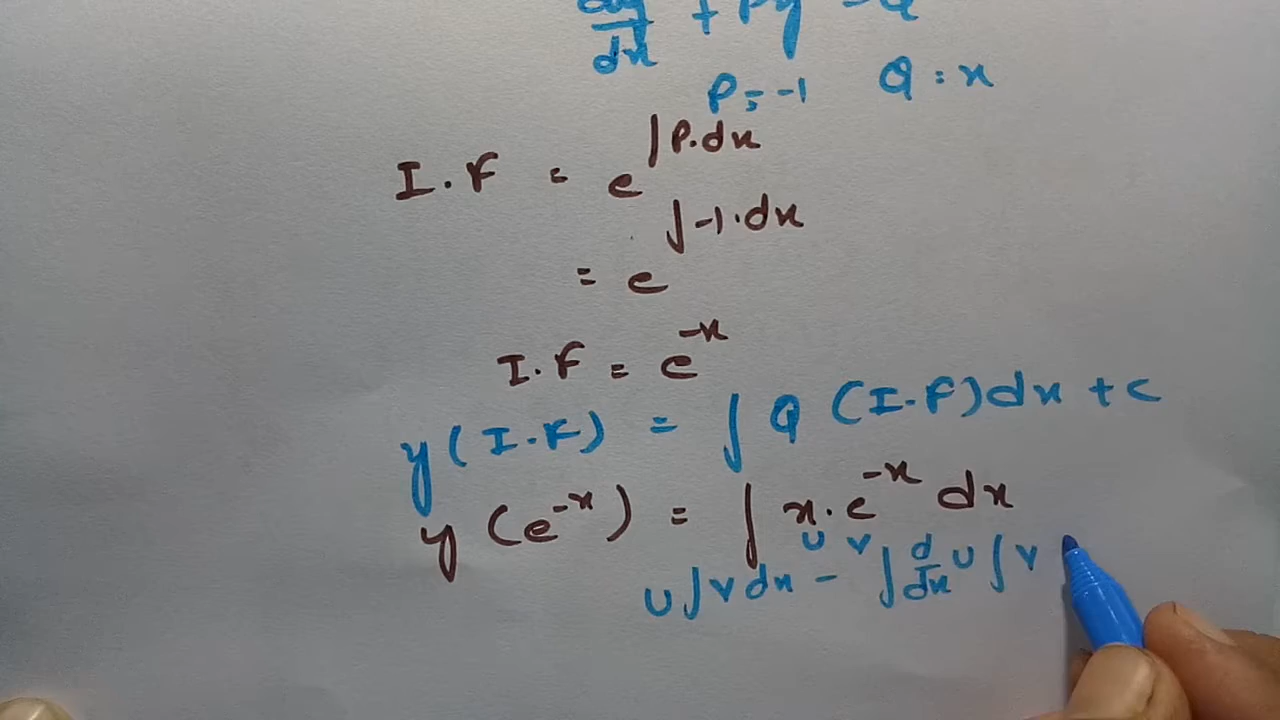 dy/dx + Py = Q
P = -1 Q = x
I.F = e^∫P.dx
= e^∫-1.dx
I.F = e^-x
y (I.F) = ∫ Q (I.F) dx + c
y (e^-x) = ∫ x. e^-x dx
U V
U∫v dx - ∫ d/dx U ∫ v